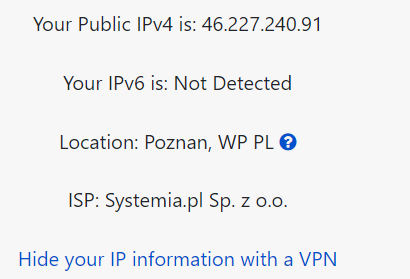 Your Public IPv4 is: 46.227.240.91
Your IPv6 is: Not Detected
Location: Poznan, WP PL ?
ISP: Systemia.pl Sp. z o.o.
Hide your IP information with a VPN